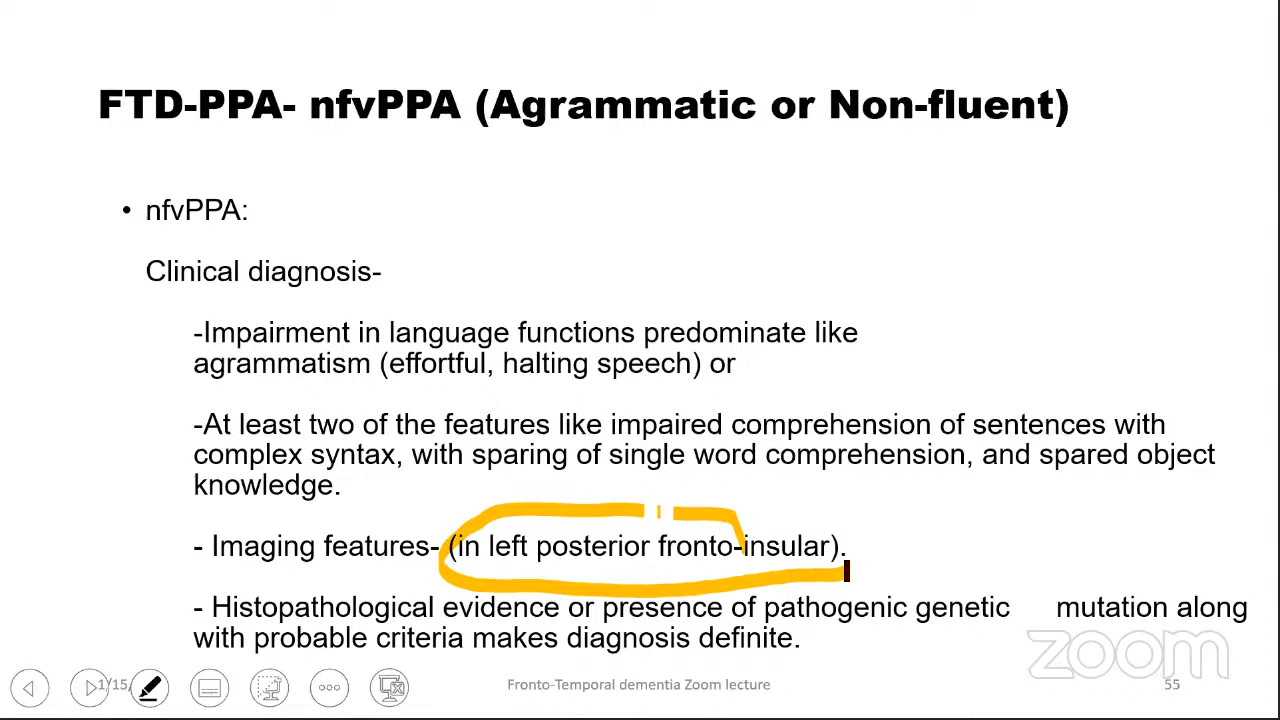 FTD-PPA- nfvPPA (Agrammatic or Non-fluent)
• nfvPPA:
Clinical diagnosis-
-Impairment in language functions predominate like
agrammatism (effortful, halting speech) or
-At least two of the features like impaired comprehension of sentences with
complex syntax, with sparing of single word comprehension, and spared object
knowledge.
- Imaging features- (in left posterior fronto-insular).
- Histopathological evidence or presence of pathogenic genetic mutation along
with probable criteria makes diagnosis definite.
zoom
1/15/
Fronto-Temporal dementia Zoom lecture
55